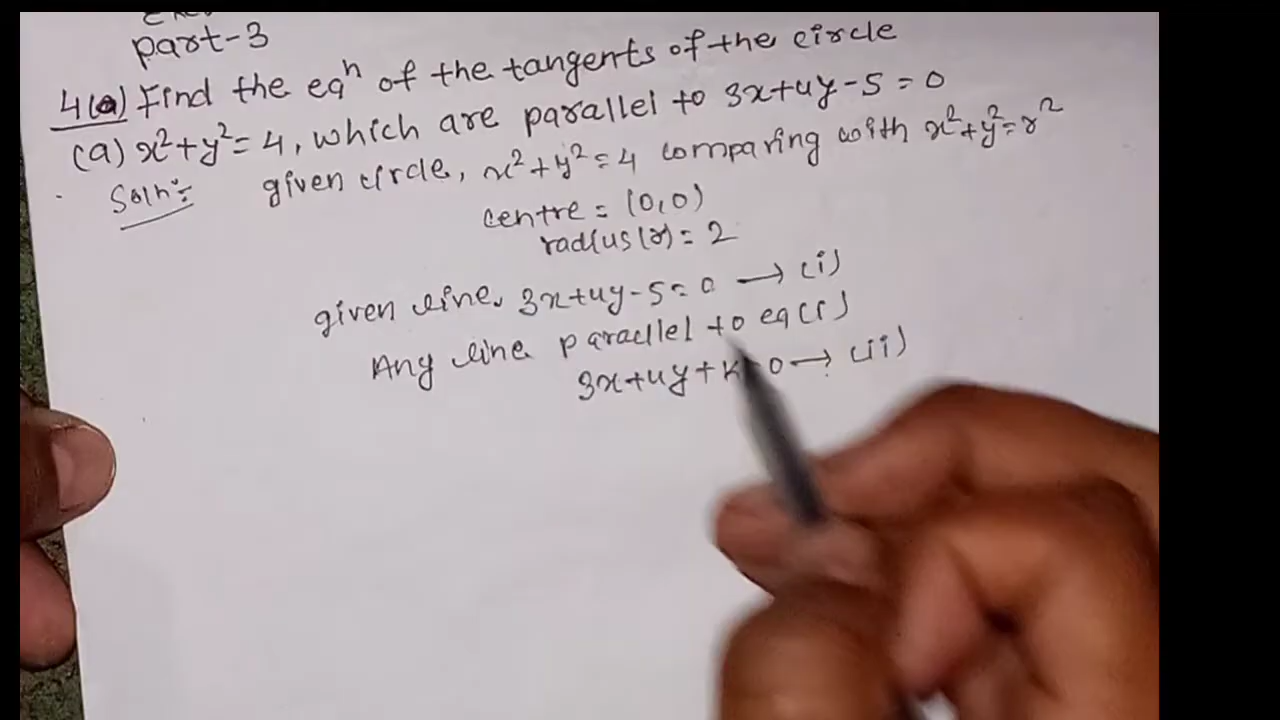 part-3
4(a) Find the eqⁿ of the tangents of the circle
(a) x²+y²=4, which are parallel to 3x+4y-5=0
Soln:- given circle, x²+y²=4 comparing with x²+y²=r²
centre = (0,0)
radius(r) = 2
given line, 3x+4y-5=0 → (i)
Any line parallel to eq(i)
3x+4y+k=0 → (ii)